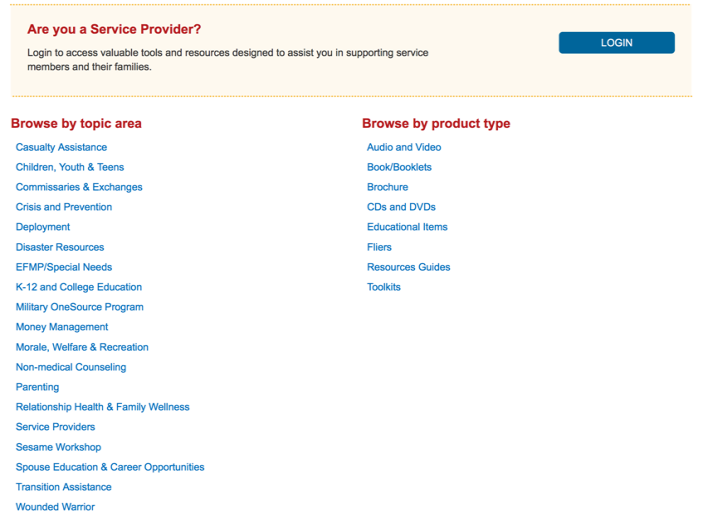 Are you a Service Provider?
Login to access valuable tools and resources designed to assist you in supporting service
members and their families.
LOGIN
Browse by topic area
Casualty Assistance
Children, Youth & Teens
Commissaries & Exchanges
Crisis and Prevention
Deployment
Disaster Resources
EFMP/Special Needs
K-12 and College Education
Military OneSource Program
Money Management
Morale, Welfare & Recreation
Non-medical Counseling
Parenting
Relationship Health & Family Wellness
Service Providers
Sesame Workshop
Spouse Education & Career Opportunities
Transition Assistance
Wounded Warrior
Browse by product type
Audio and Video
Book/Booklets
Brochure
CDs and DVDs
Educational Items
Fliers
Resources Guides
Toolkits